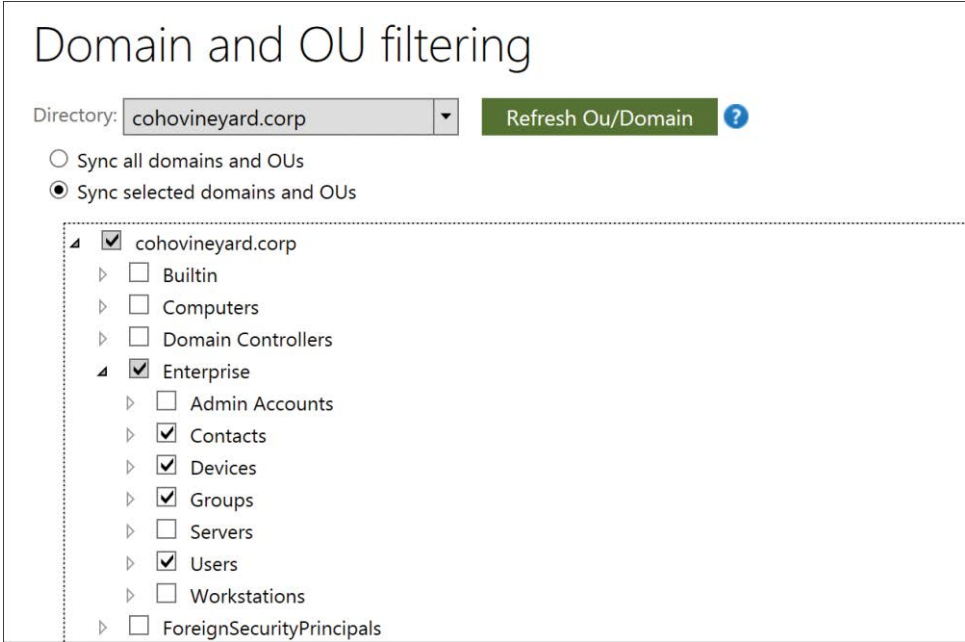 Domain and OU filtering
Directory: cohovineyard.corp Refresh Ou/Domain ?
Sync all domains and OUs
Sync selected domains and OUs
cohovineyard.corp
Builtin
Computers
Domain Controllers
Enterprise
Admin Accounts
Contacts
Devices
Groups
Servers
Users
Workstations
ForeignSecurityPrincipals